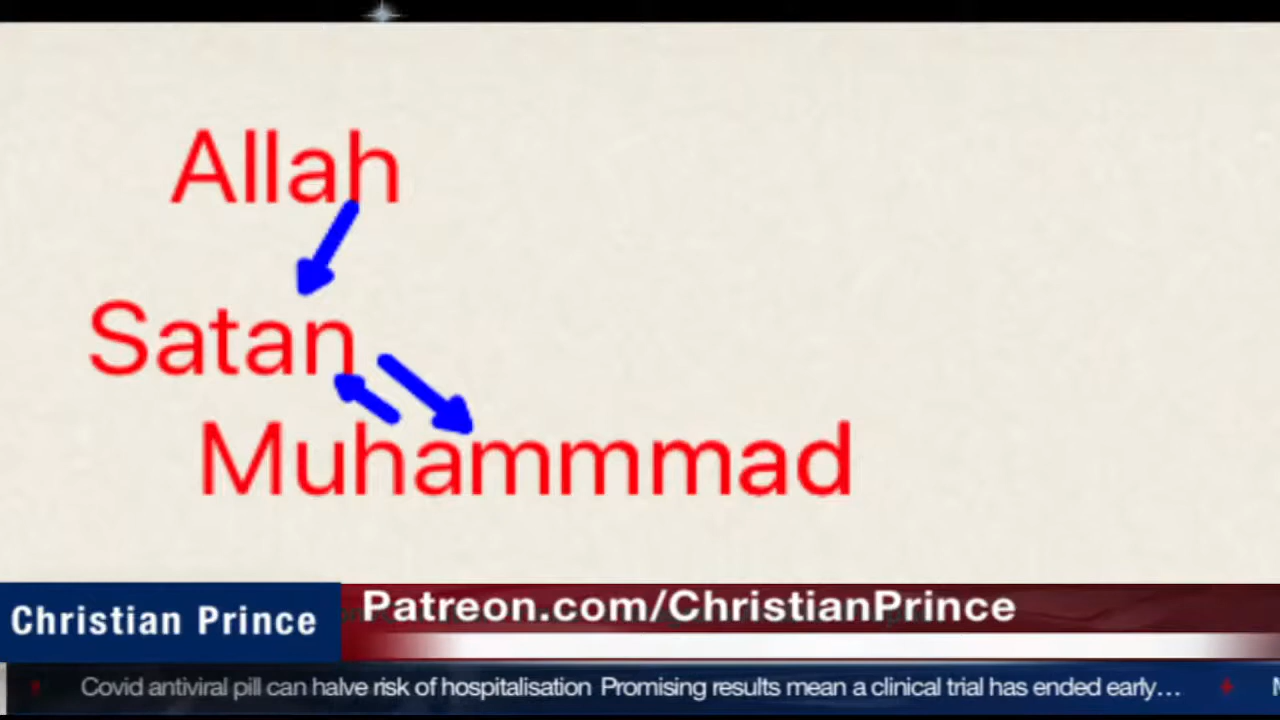 Allah
Satan
Muhammmad
Christian Prince
Patreon.com/ChristianPrince
Covid antiviral pill can halve risk of hospitalisation Promising results mean a clinical trial has ended early…